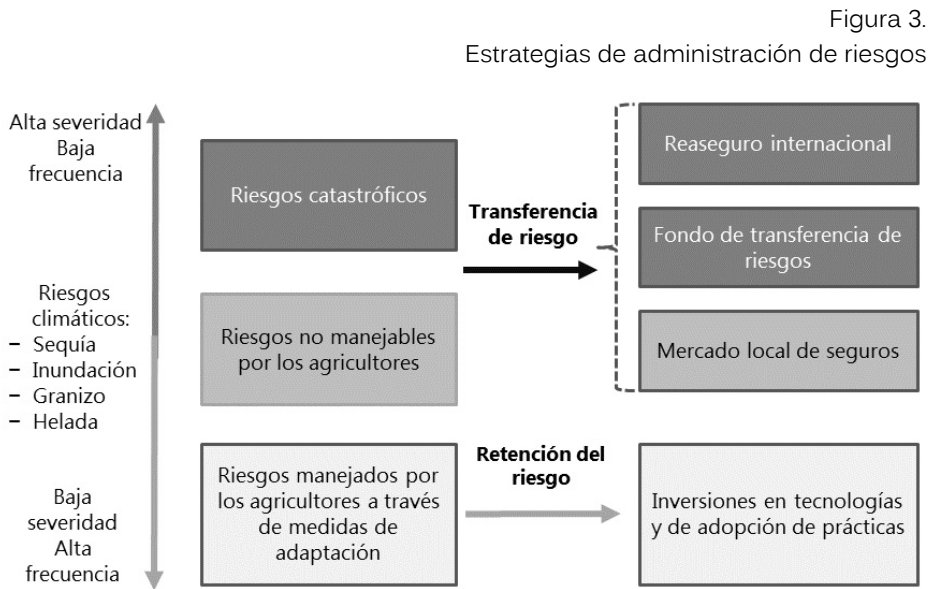 Figura 3.
Estrategias de administración de riesgos
Alta severidad
Baja
frecuencia
Riesgos
climáticos:
– Sequía
– Inundación
– Granizo
– Helada
Baja
severidad
Alta
frecuencia
Riesgos catastróficos
Riesgos no manejables
por los agricultores
Riesgos manejados por
los agricultores a través
de medidas de
adaptación
Transferencia
de riesgo
Retención del
riesgo
Reaseguro internacional
Fondo de transferencia de
riesgos
Mercado local de seguros
Inversiones en tecnologías
y de adopción de prácticas